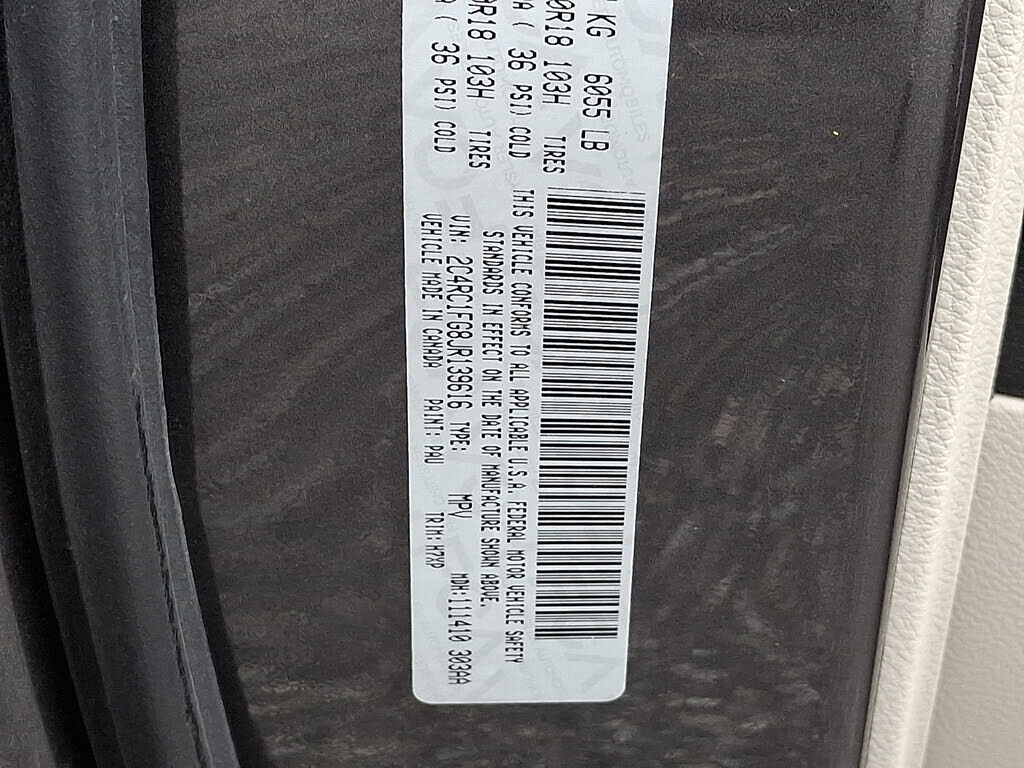 KG 6055 LB
0R18 103H TIRES
A ( 36 PSI) COLD
0R18 103H TIRES
( 36 PSI) COLD
THIS VEHICLE CONFORMS TO ALL APPLICABLE U.S.A. FEDERAL MOTOR VEHICLE SAFETY
STANDARDS IN EFFECT ON THE DATE OF MANUFACTURE SHOWN ABOVE.
VIN: 2C4RC1FG8JR139616 TYPE: MPV MDH:111410 303AA
VEHICLE MADE IN CANADA PAINT: PAU TRIM: H7XP